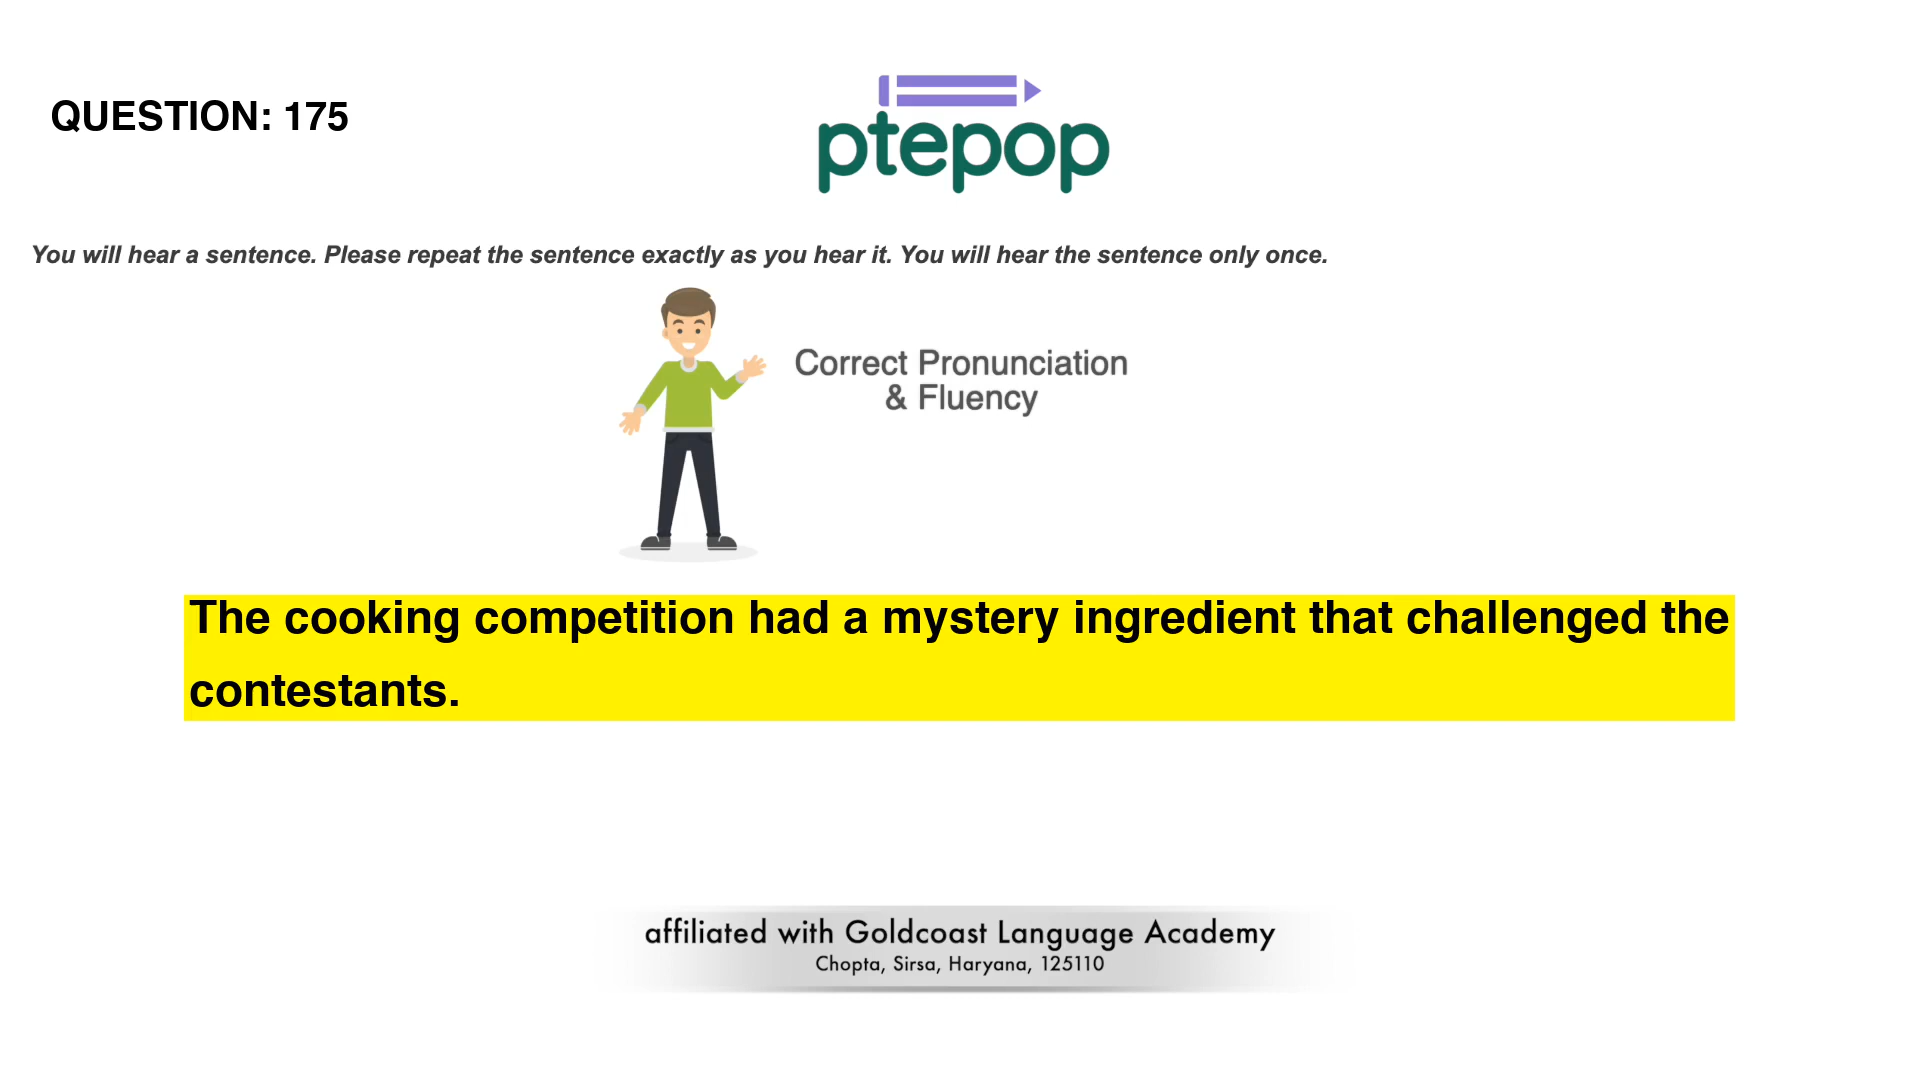 QUESTION: 175
ptepop
You will hear a sentence. Please repeat the sentence exactly as you hear it. You will hear the sentence only once.
Correct Pronunciation
& Fluency
The cooking competition had a mystery ingredient that challenged the
contestants.
affiliated with Goldcoast Language Academy
Chopta, Sirsa, Haryana, 125110